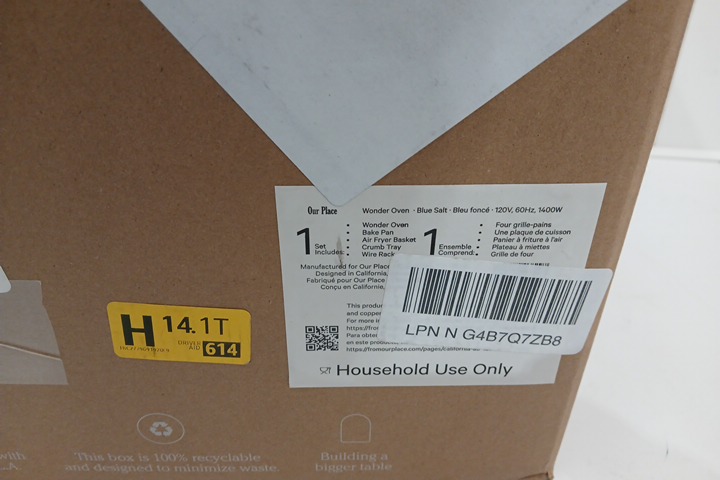 Our Place
Wonder Oven · Blue Salt · Bleu foncé · 120V, 60Hz, 1400W
1 Set Includes:
• Wonder Oven
• Bake Pan
• Air Fryer Basket
• Crumb Tray
• Wire Rack
1 Ensemble Comprend:
• Four grille-pains
• Une plaque de cuisson
• Panier à friture à l'air
• Plateau à miettes
• Grille de four
Manufactured for Our Place
Designed in California,
Fabriqué pour Our Place
Conçu en California,
This produ
and copper
For more in
https://fro
Para obten
en este produ
https://fromourplace.com/pages/california
Household Use Only
LPN N G4B7Q7ZB8
H 14.1T
DRIVER AID 614
with
L.A.
This box is 100% recyclable
and designed to minimize waste.
Building a
bigger table